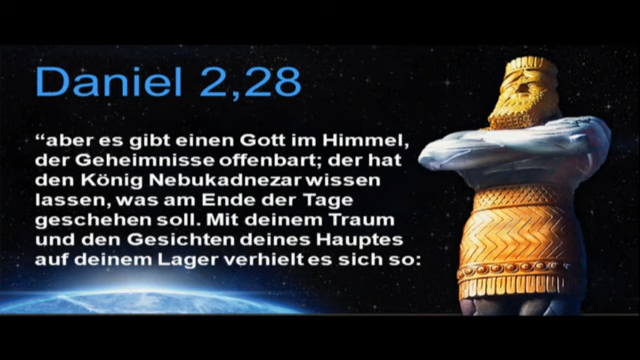 Daniel 2,28
“aber es gibt einen Gott im Himmel,
der Geheimnisse offenbart; der hat
den König Nebukadnezar wissen
lassen, was am Ende der Tage
geschehen soll. Mit deinem Traum
und den Gesichten deines Hauptes
auf deinem Lager verhielt es sich so: